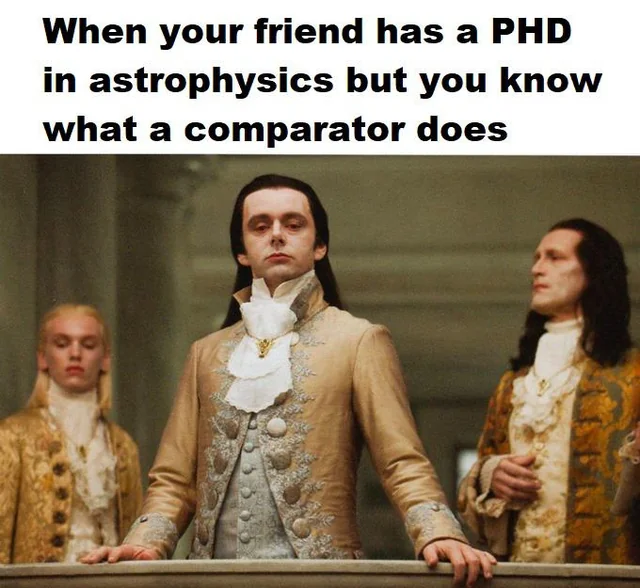 When your friend has a PHD
in astrophysics but you know
what a comparator does